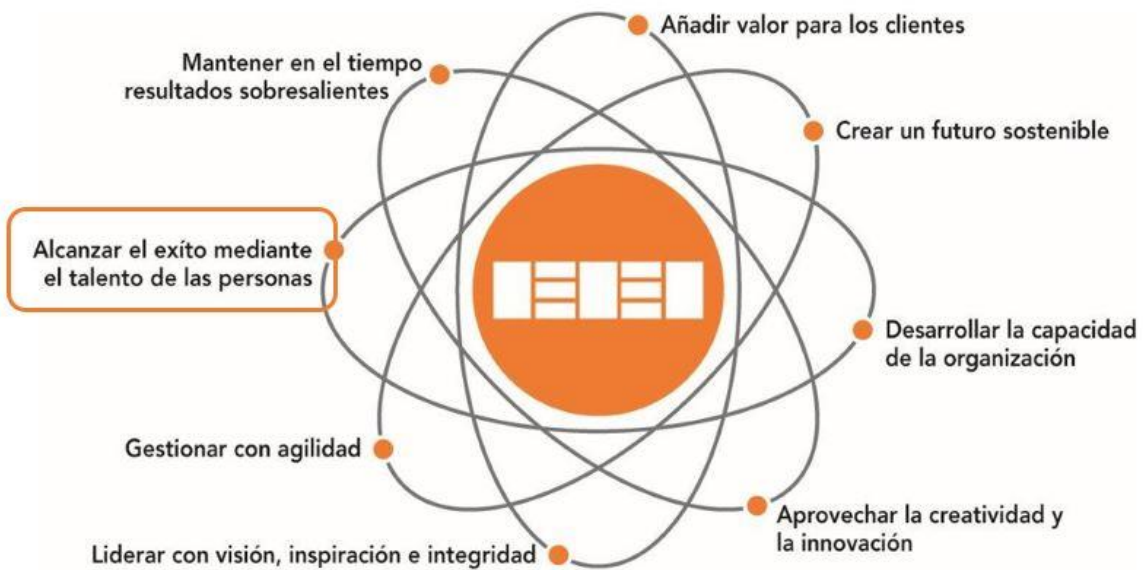 Añadir valor para los clientes
Mantener en el tiempo
resultados sobresalientes
Crear un futuro sostenible
Alcanzar el exíto mediante
el talento de las personas
Desarrollar la capacidad
de la organización
Gestionar con agilidad
Aprovechar la creatividad y
la innovación
Liderar con visión, inspiración e integridad